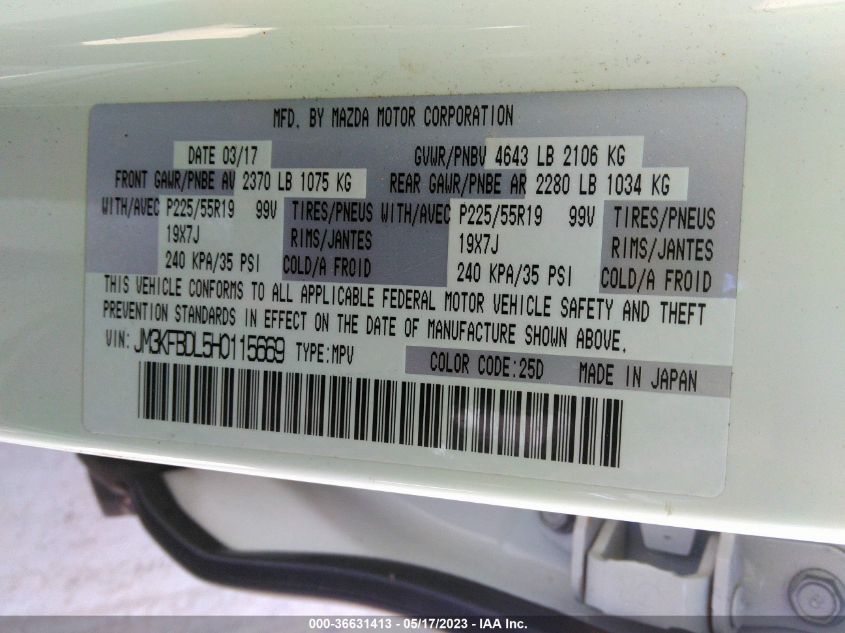 MFD. BY MAZDA MOTOR CORPORATION
DATE 03/17 GVWR/PNBV 4643 LB 2106 KG
FRONT GAWR/PNBE AV 2370 LB 1075 KG REAR GAWR/PNBE AR 2280 LB 1034 KG
WITH/AVEC P225/55R19 99V TIRES/PNEUS WITH/AVEC P225/55R19 99V TIRES/PNEUS
19X7J RIMS/JANTES 19X7J RIMS/JANTES
240 KPA/35 PSI COLD/A FROID 240 KPA/35 PSI COLD/A FROID
THIS VEHICLE CONFORMS TO ALL APPLICABLE FEDERAL MOTOR VEHICLE SAFETY AND THEFT
PREVENTION STANDARDS IN EFFECT ON THE DATE OF MANUFACTURE SHOWN ABOVE.
VIN: JM3KFBDL5H0115669 TYPE:MPV COLOR CODE:25D MADE IN JAPAN
000-36631413 - 05/17/2023 - IAA Inc.